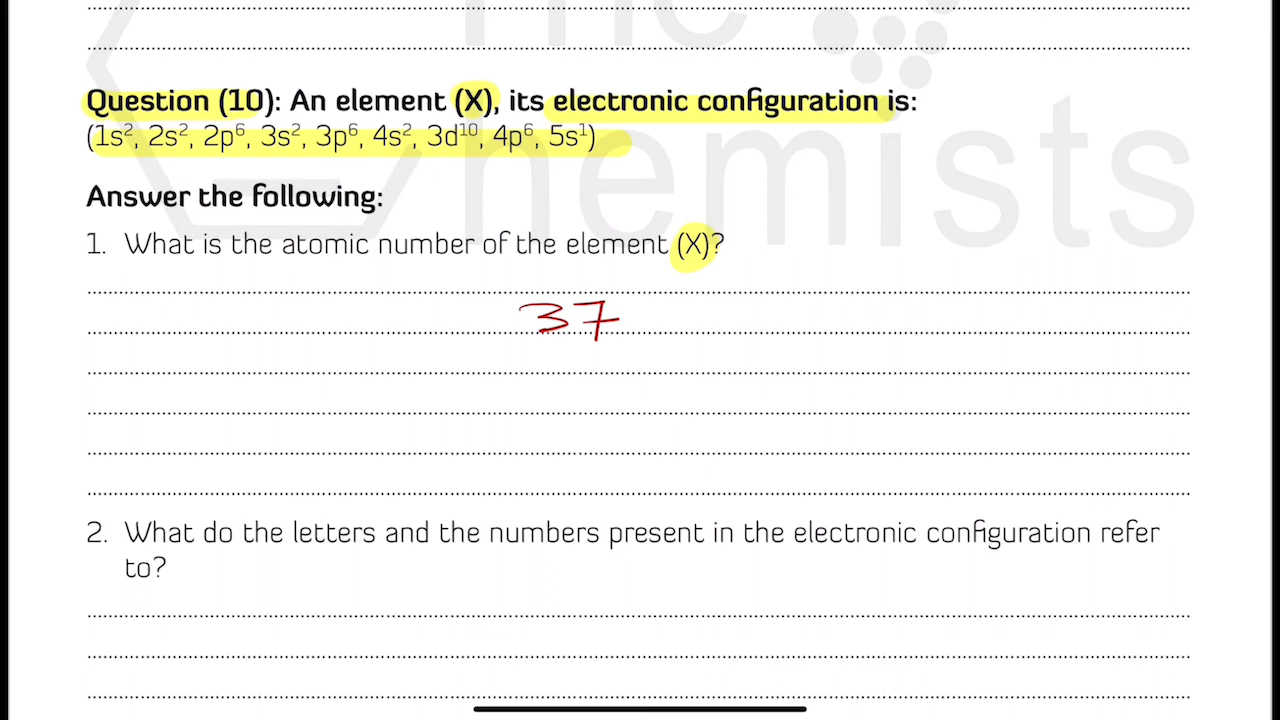 The
Chemists
Question (10): An element (X), its electronic configuration is:
(1s², 2s², 2p⁶, 3s², 3p⁶, 4s², 3d¹⁰, 4p⁶, 5s¹)
Answer the following:
1. What is the atomic number of the element (X)?
37
2. What do the letters and the numbers present in the electronic configuration refer
to?